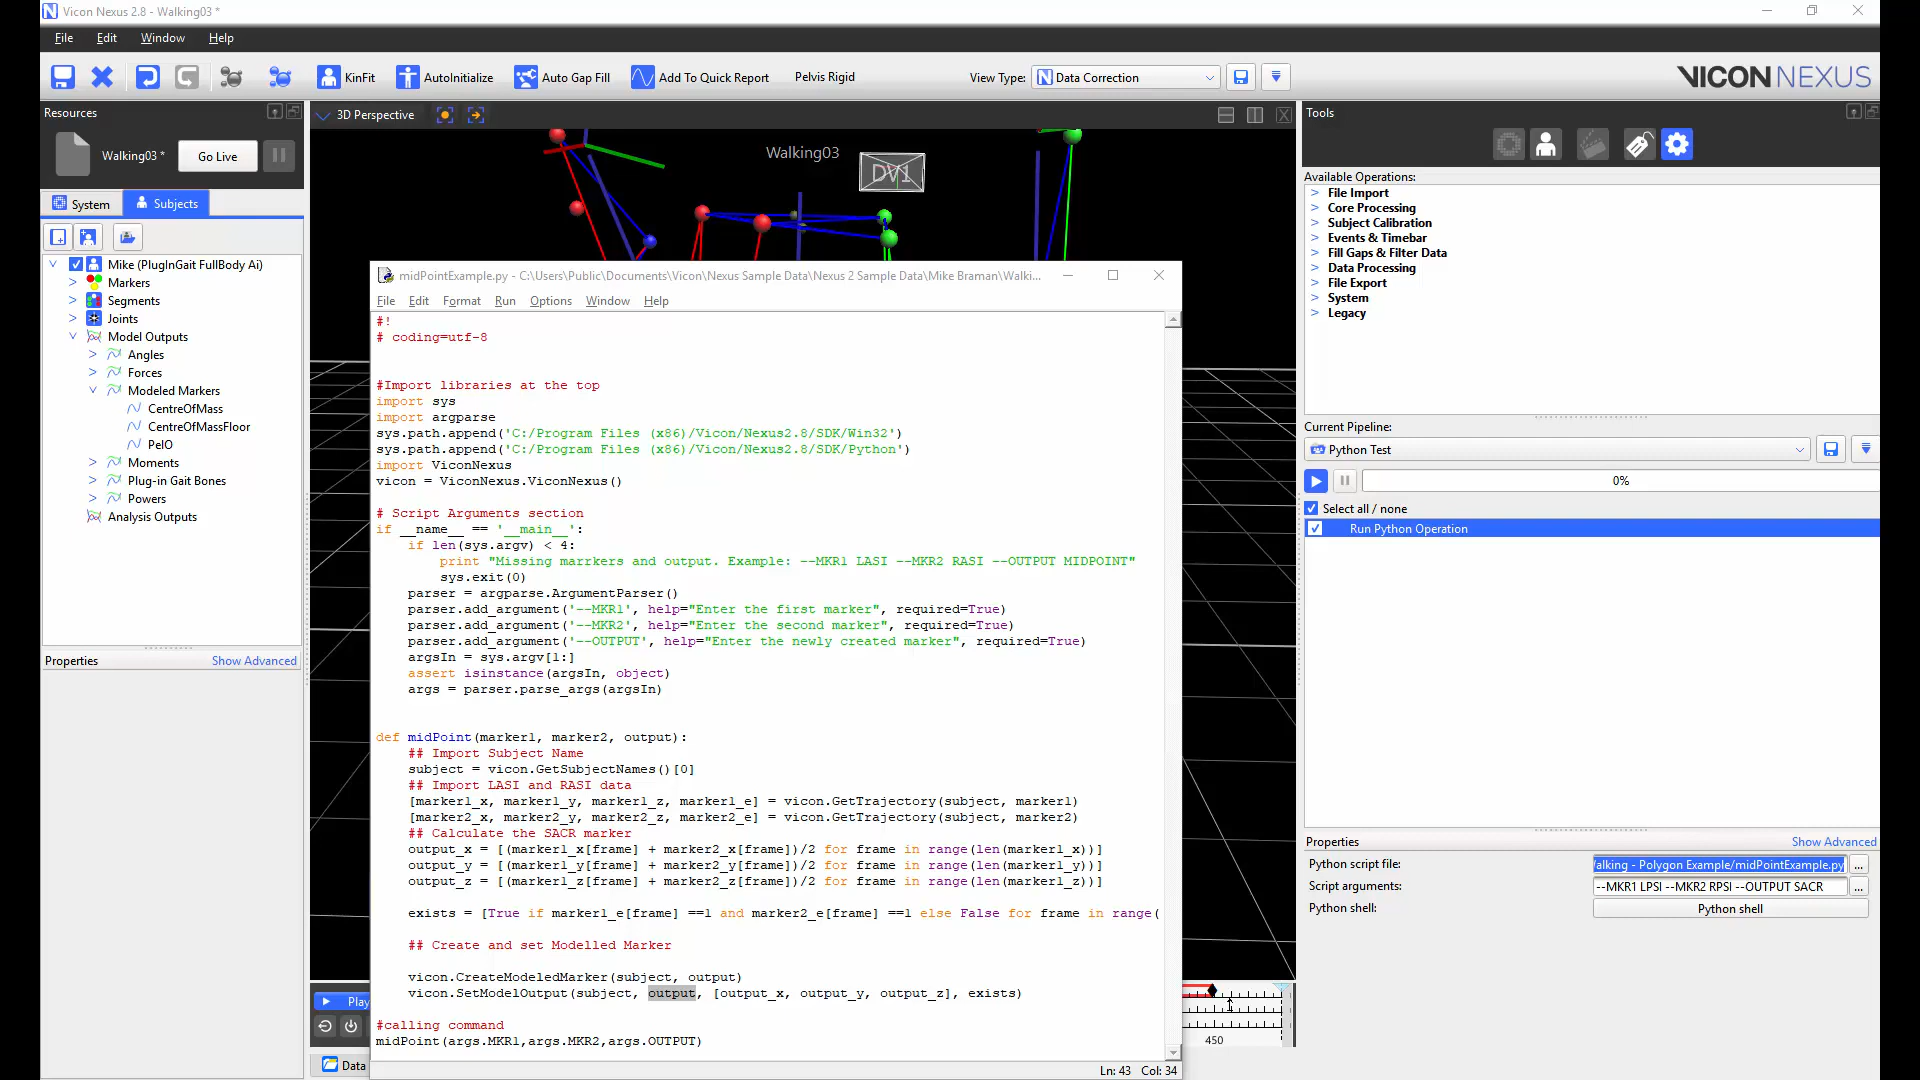 Vicon Nexus 2.8 - Walking03 *
File Edit Window Help
KinFit AutoInitialize Auto Gap Fill Add To Quick Report Pelvis Rigid View Type: Data Correction
VICON NEXUS
Resources
Walking03 * Go Live
System Subjects
Mike (PlugInGait FullBody Ai)
Markers
Segments
Joints
Model Outputs
Angles
Forces
Modeled Markers
CentreOfMass
CentreOfMassFloor
PelO
Moments
Plug-in Gait Bones
Powers
Analysis Outputs
Properties Show Advanced
3D Perspective
Walking03
DV1
midPointExample.py - C:\Users\Public\Documents\Vicon\Nexus Sample Data\Nexus 2 Sample Data\Mike Braman\Walki...
File Edit Format Run Options Window Help
#!
# coding=utf-8
#Import libraries at the top
import sys
import argparse
sys.path.append('C:/Program Files (x86)/Vicon/Nexus2.8/SDK/Win32')
sys.path.append('C:/Program Files (x86)/Vicon/Nexus2.8/SDK/Python')
import ViconNexus
vicon = ViconNexus.ViconNexus()
# Script Arguments section
if __name__ == '__main__':
if len(sys.argv) < 4:
print "Missing marrkers and output. Example: --MKR1 LASI --MKR2 RASI --OUTPUT MIDPOINT"
sys.exit(0)
parser = argparse.ArgumentParser()
parser.add_argument('--MKR1', help="Enter the first marker", required=True)
parser.add_argument('--MKR2', help="Enter the second marker", required=True)
parser.add_argument('--OUTPUT', help="Enter the newly created marker", required=True)
argsIn = sys.argv[1:]
assert isinstance(argsIn, object)
args = parser.parse_args(argsIn)
def midPoint(marker1, marker2, output):
## Import Subject Name
subject = vicon.GetSubjectNames()[0]
## Import LASI and RASI data
[marker1_x, marker1_y, marker1_z, marker1_e] = vicon.GetTrajectory(subject, marker1)
[marker2_x, marker2_y, marker2_z, marker2_e] = vicon.GetTrajectory(subject, marker2)
## Calculate the SACR marker
output_x = [(marker1_x[frame] + marker2_x[frame])/2 for frame in range(len(marker1_x))]
output_y = [(marker1_y[frame] + marker2_y[frame])/2 for frame in range(len(marker1_y))]
output_z = [(marker1_z[frame] + marker2_z[frame])/2 for frame in range(len(marker1_z))]
exists = [True if marker1_e[frame] ==1 and marker2_e[frame] ==1 else False for frame in range(
## Create and set Modelled Marker
vicon.CreateModeledMarker(subject, output)
vicon.SetModelOutput(subject, output, [output_x, output_y, output_z], exists)
#calling command
midPoint(args.MKR1,args.MKR2,args.OUTPUT)
Ln: 43 Col: 34
Play
Data
450
Tools
Available Operations:
File Import
Core Processing
Subject Calibration
Events & Timebar
Fill Gaps & Filter Data
Data Processing
File Export
System
Legacy
Current Pipeline:
Python Test
0%
Select all / none
Run Python Operation
Properties Show Advanced
Python script file: alking - Polygon Example/midPointExample.py ...
Script arguments: --MKR1 LPSI --MKR2 RPSI --OUTPUT SACR ...
Python shell: Python shell